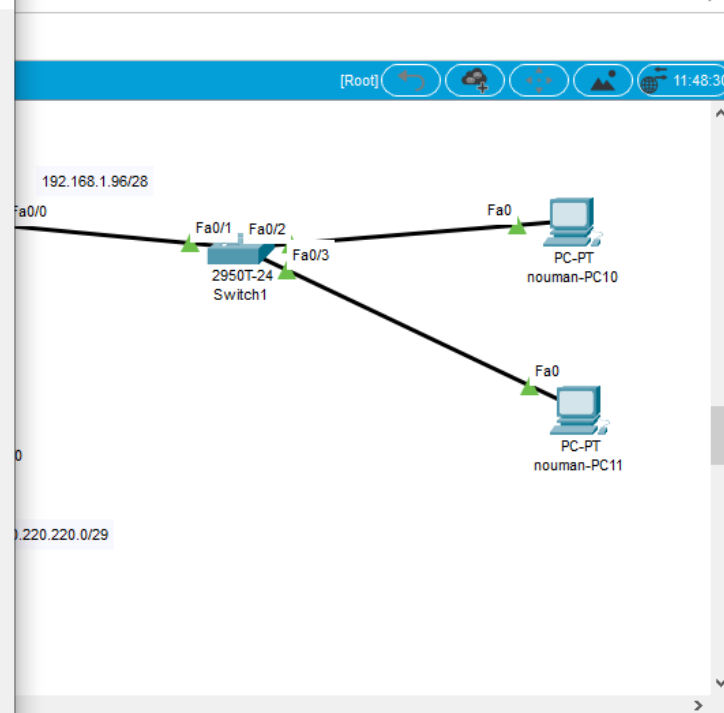 [Root]
11:48:30
192.168.1.96/28
Fa0/0
Fa0/1
Fa0/2
Fa0/3
2950T-24
Switch1
Fa0
PC-PT
nouman-PC10
Fa0
PC-PT
nouman-PC11
0
.220.220.0/29